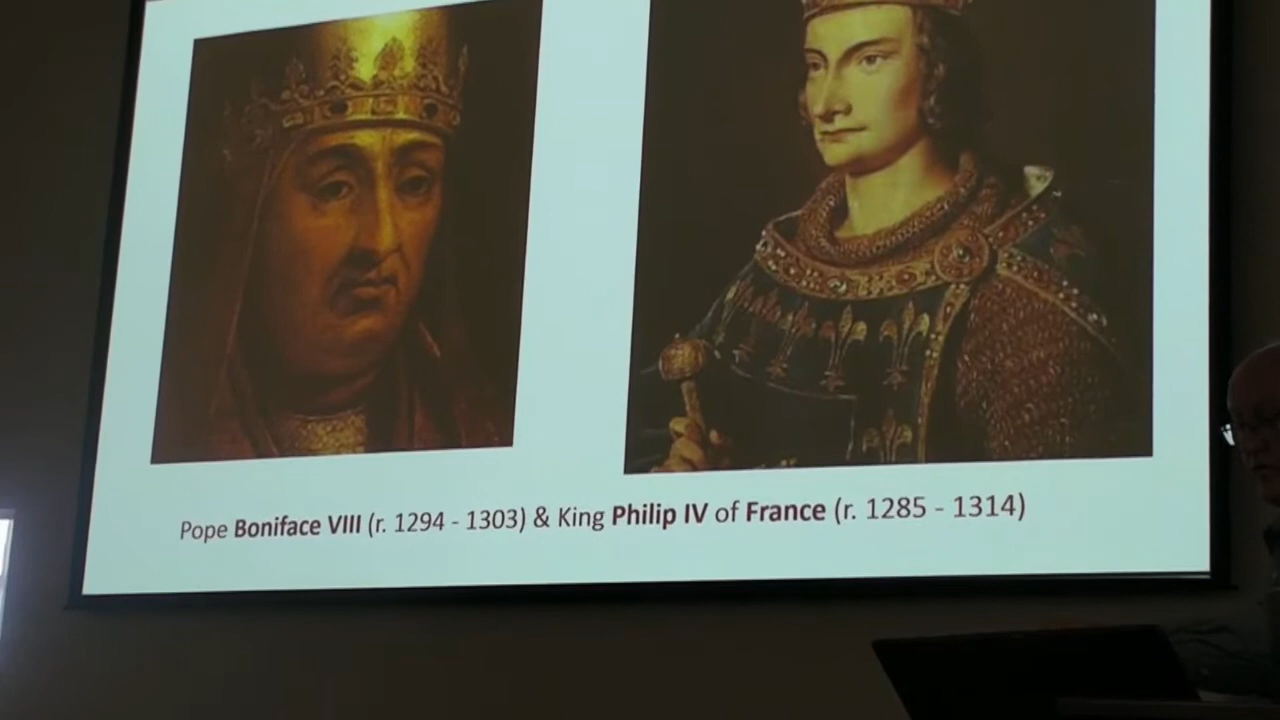 Pope Boniface VIII (r. 1294 - 1303) & King Philip IV of France (r. 1285 - 1314)